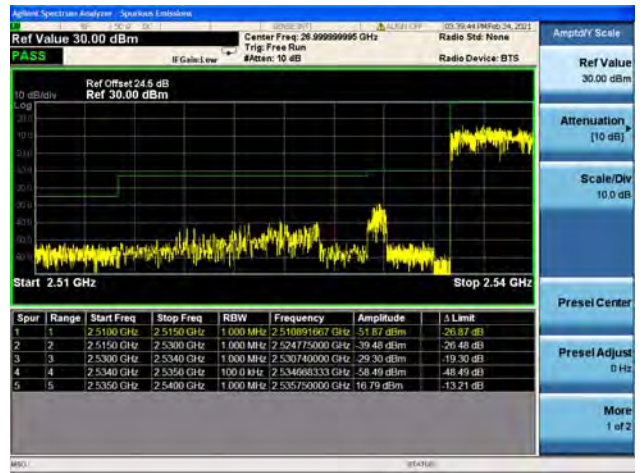 Agilent Spectrum Analyzer - Spurious Emissions
RF 50 Ω DC SENSE:INT ALIGN OFF 03:39:44 PM Feb 24, 2021
Ref Value 30.00 dBm
Center Freq: 26.999999995 GHz
Radio Std: None
PASS
Trig: Free Run
IFGain:Low
#Atten: 10 dB
Radio Device: BTS
Ref Offset 24.5 dB
10 dB/div Ref 30.00 dBm
Log
20.0
10.0
Start 2.51 GHz
Stop 2.54 GHz
Spur Range Start Freq Stop Freq RBW Frequency Amplitude Δ Limit
1 1 2.5100 GHz 2.5150 GHz 1.000 MHz 2.510891667 GHz -51.87 dBm -26.87 dB
2 2 2.5150 GHz 2.5300 GHz 1.000 MHz 2.524775000 GHz -39.48 dBm -26.48 dB
3 3 2.5300 GHz 2.5340 GHz 1.000 MHz 2.530740000 GHz -29.30 dBm -19.30 dB
4 4 2.5340 GHz 2.5350 GHz 100.0 kHz 2.534668333 GHz -58.49 dBm -48.49 dB
5 5 2.5350 GHz 2.5400 GHz 1.000 MHz 2.535750000 GHz 16.79 dBm -13.21 dB
MSG
STATUS
Amptd/Y Scale
Ref Value
30.00 dBm
Attenuation
[10 dB]
Scale/Div
10.0 dB
Presel Center
Presel Adjust
0 Hz
More
1 of 2